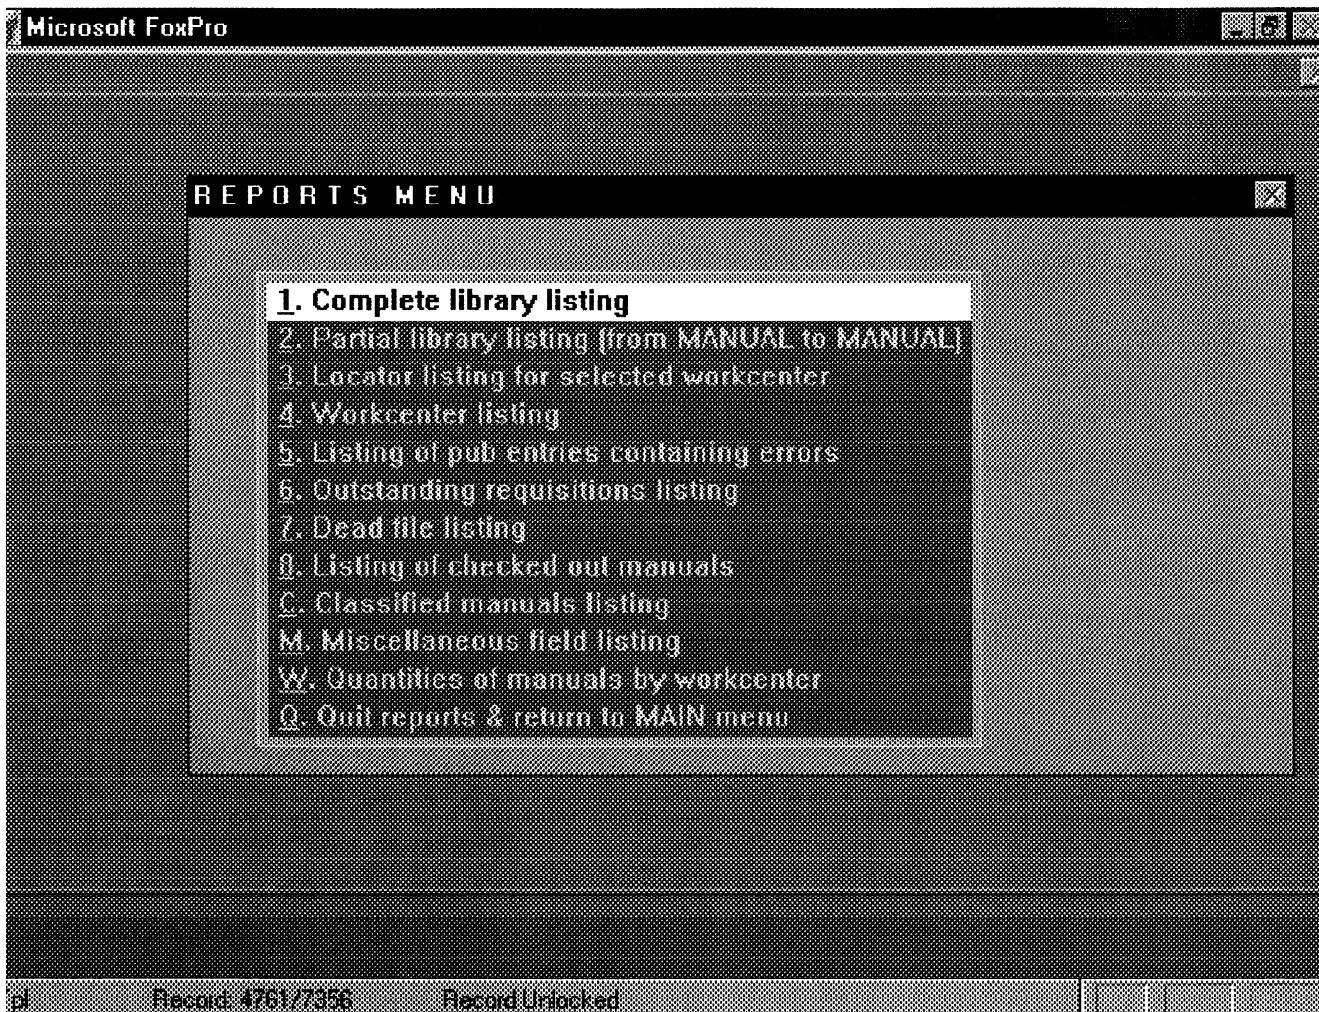 Microsoft FoxPro
REPORTS MENU
1. Complete library listing
2. Partial library listing (from MANUAL to MANUAL)
3. Locator listing for selected workcenter
4. Workcenter listing
5. Listing of pub entries containing errors
6. Outstanding requisitions listing
7. Dead file listing
8. Listing of checked out manuals
C. Classified manuals listing
M. Miscellaneous field listing
W. Quantities of manuals by workcenter
Q. Quit reports & return to MAIN menu
Record: 4761/7356 Record Unlocked